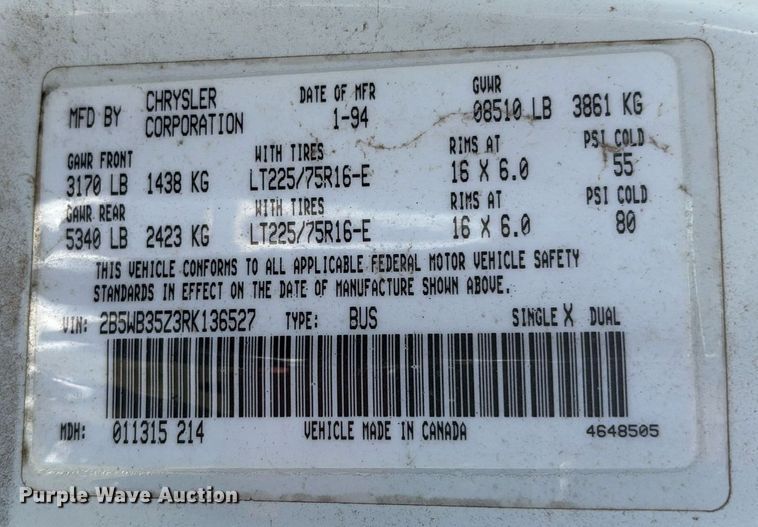 MFD BY CHRYSLER CORPORATION DATE OF MFR 1-94 GVWR 08510 LB 3861 KG
GAWR FRONT WITH TIRES RIMS AT PSI COLD
3170 LB 1438 KG LT225/75R16-E 16 X 6.0 55
GAWR REAR WITH TIRES RIMS AT PSI COLD
5340 LB 2423 KG LT225/75R16-E 16 X 6.0 80
THIS VEHICLE CONFORMS TO ALL APPLICABLE FEDERAL MOTOR VEHICLE SAFETY
STANDARDS IN EFFECT ON THE DATE OF MANUFACTURE SHOWN ABOVE.
VIN: 2B5WB35Z3RK136527 TYPE: BUS SINGLE X DUAL
MDH: 011315 214 VEHICLE MADE IN CANADA 4648505
Purple Wave Auction